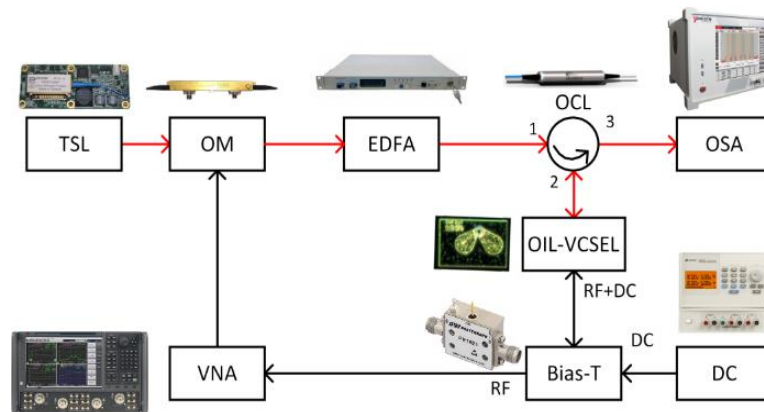 OCL
1
3
TSL
OM
EDFA
OSA
2
OIL-VCSEL
RF+DC
DC
VNA
RF
Bias-T
DC